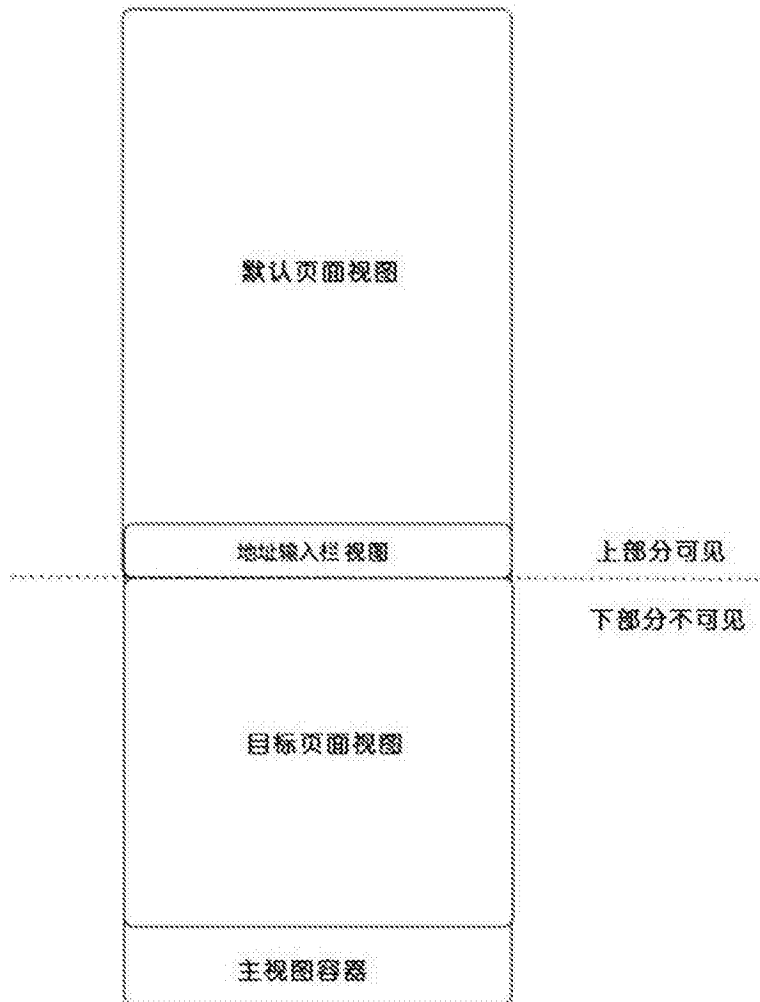 默认页面视图
地址输入栏 视图
上部分可见
下部分不可见
目标页面视图
主视图容器